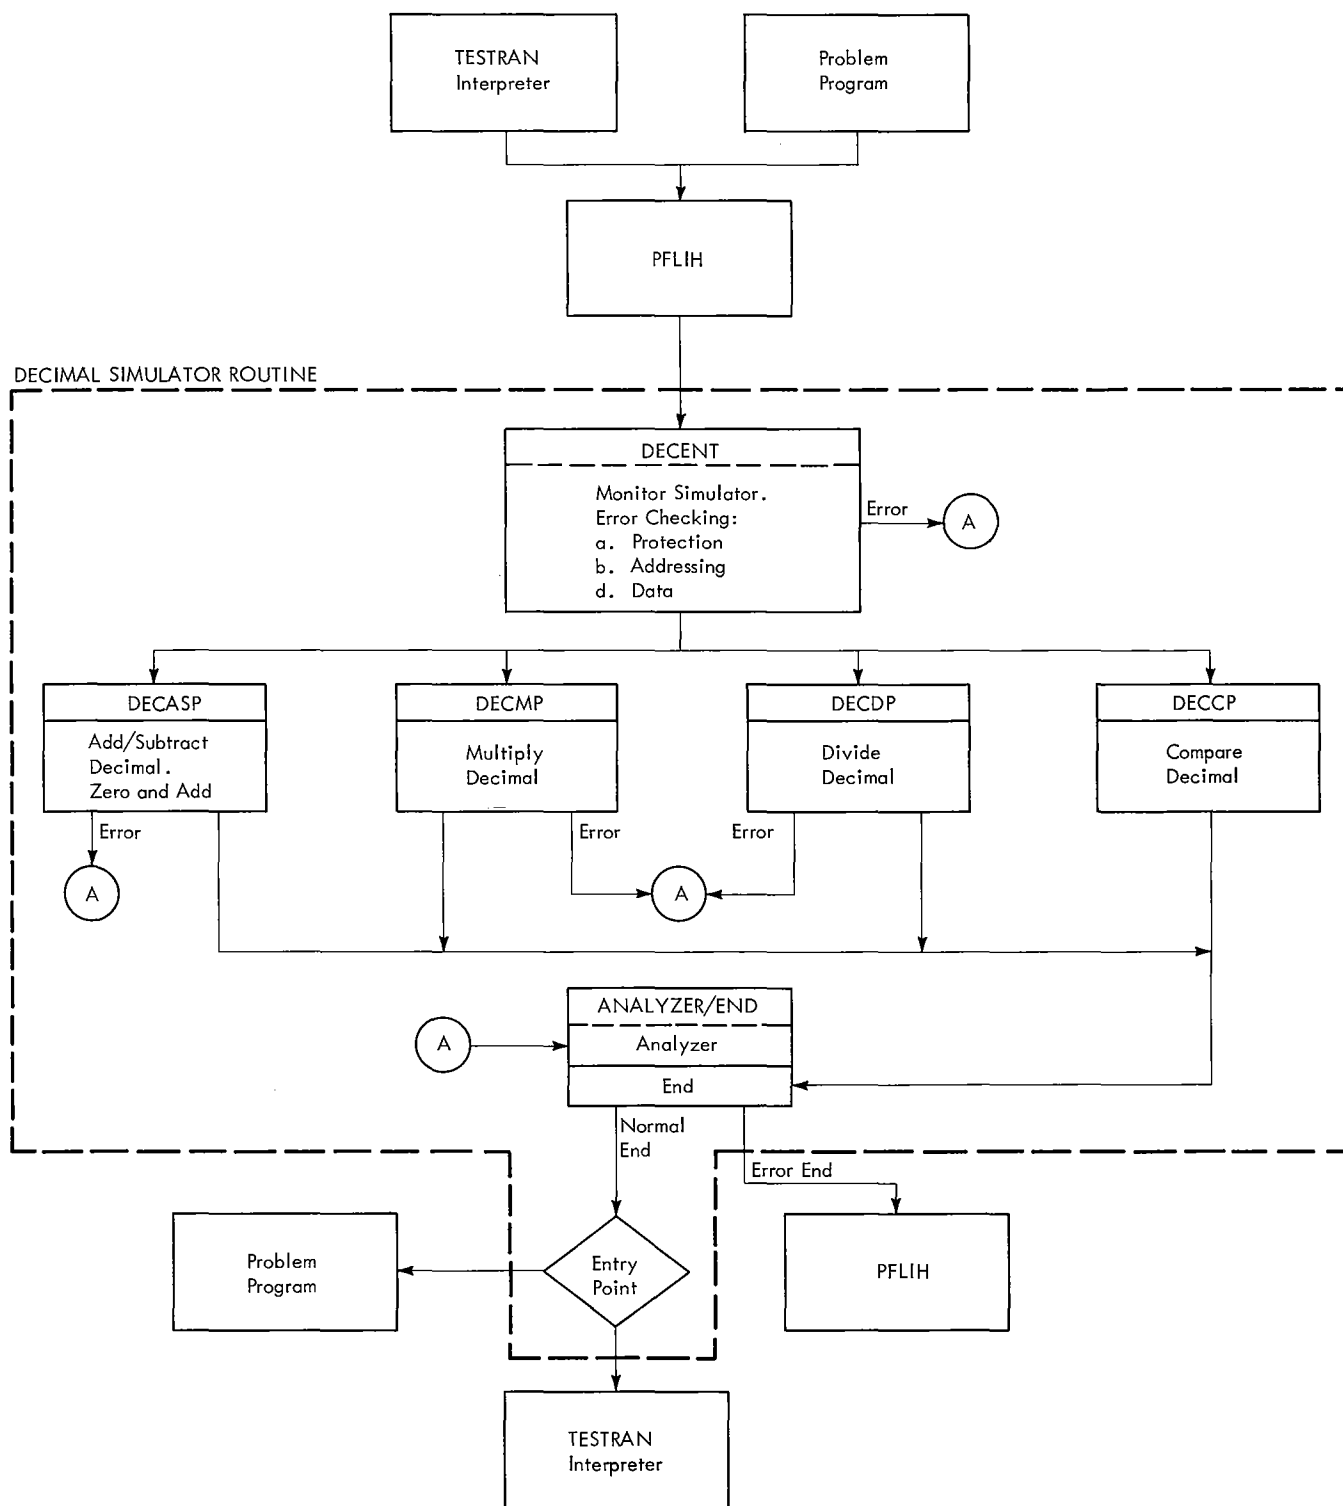 TESTRAN
Interpreter
Problem
Program
PFLIH
DECIMAL SIMULATOR ROUTINE
DECENT
Monitor Simulator.
Error Checking:
a. Protection
b. Addressing
d. Data
Error
A
DECASP
Add/Subtract
Decimal.
Zero and Add
DECMP
Multiply
Decimal
DECDP
Divide
Decimal
DECCP
Compare
Decimal
Error
Error
Error
A
A
ANALYZER/END
A
Analyzer
End
Normal
End
Error End
Problem
Program
Entry
Point
PFLIH
TESTRAN
Interpreter